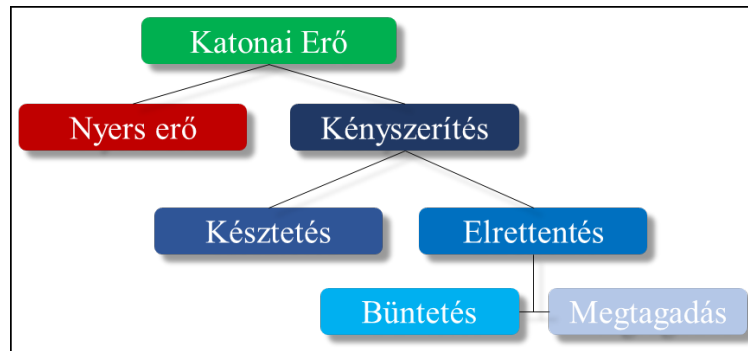 Katonai Erő
Nyers erő
Kényszerítés
Késztetés
Elrettentés
Büntetés
Megtagadás